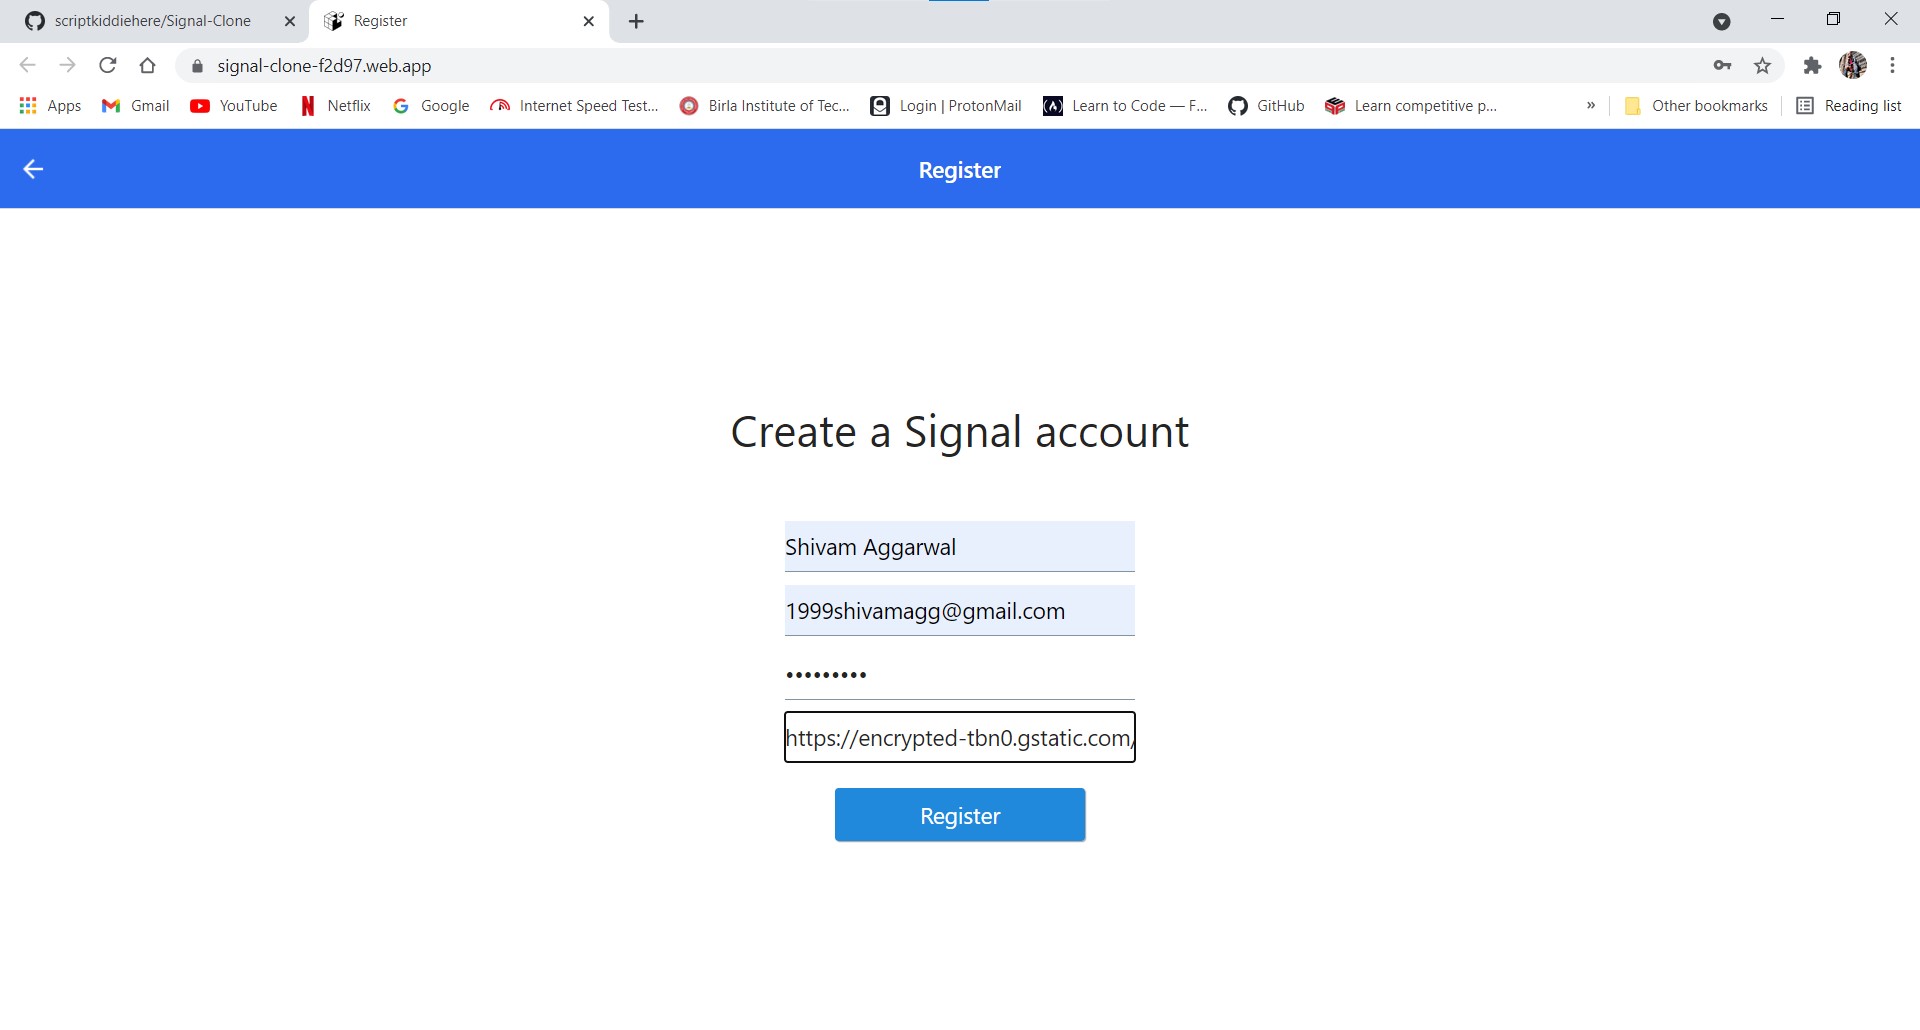 scriptkiddiehere/Signal-Clone
Register
signal-clone-f2d97.web.app
Apps
Gmail
YouTube
Netflix
Google
Internet Speed Test...
Birla Institute of Tec...
Login | ProtonMail
Learn to Code — F...
GitHub
Learn competitive p...
»
Other bookmarks
Reading list
Register
Create a Signal account
Shivam Aggarwal
1999shivamagg@gmail.com
•••••••••
https://encrypted-tbn0.gstatic.com/
Register